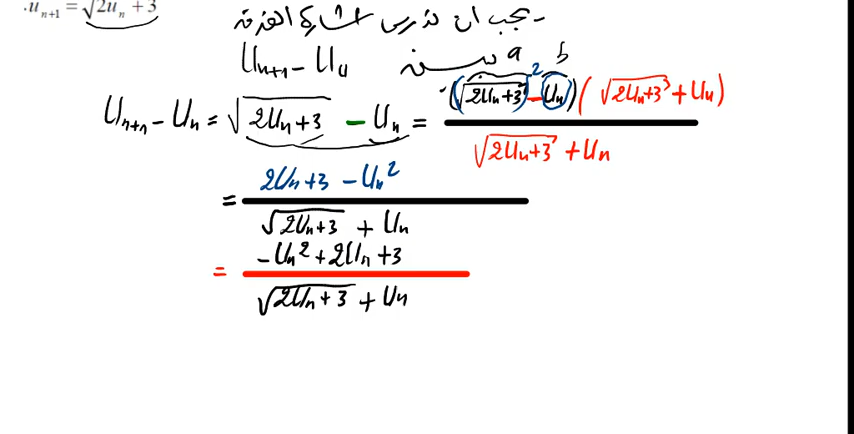 .u_{n+1} = √(2u_n + 3)
- يجب ان ندرس اشارة الفرق
U_{n+1} - U_n
a b
U_{n+1} - U_n = √(2U_n+3) - U_n = (√(2U_n+3) - U_n)(√(2U_n+3) + U_n) / (√(2U_n+3) + U_n)
= (2U_n+3 - U_n²) / (√(2U_n+3) + U_n)
= (-U_n² + 2U_n + 3) / (√(2U_n+3) + U_n)